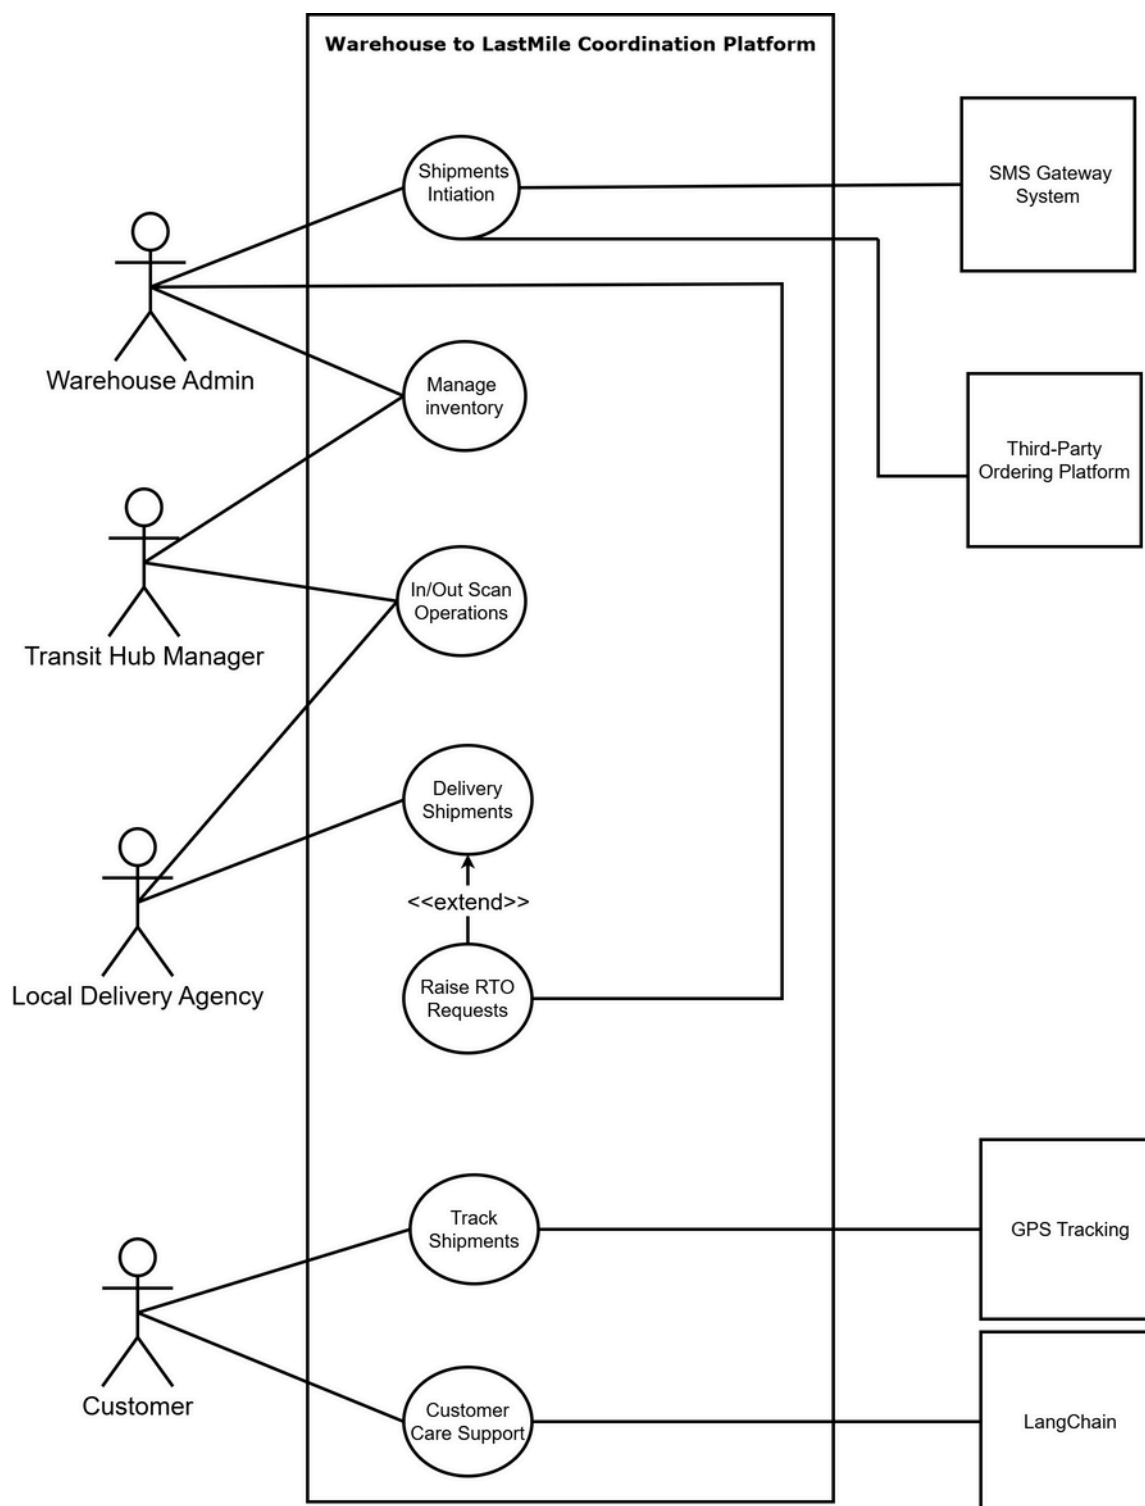 Warehouse to LastMile Coordination Platform
Shipments
Intiation
SMS Gateway
System
Warehouse Admin
Manage
inventory
Third-Party
Ordering Platform
Transit Hub Manager
In/Out Scan
Operations
Delivery
Shipments
<<extend>>
Local Delivery Agency
Raise RTO
Requests
Track
Shipments
GPS Tracking
Customer
Customer
Care Support
LangChain